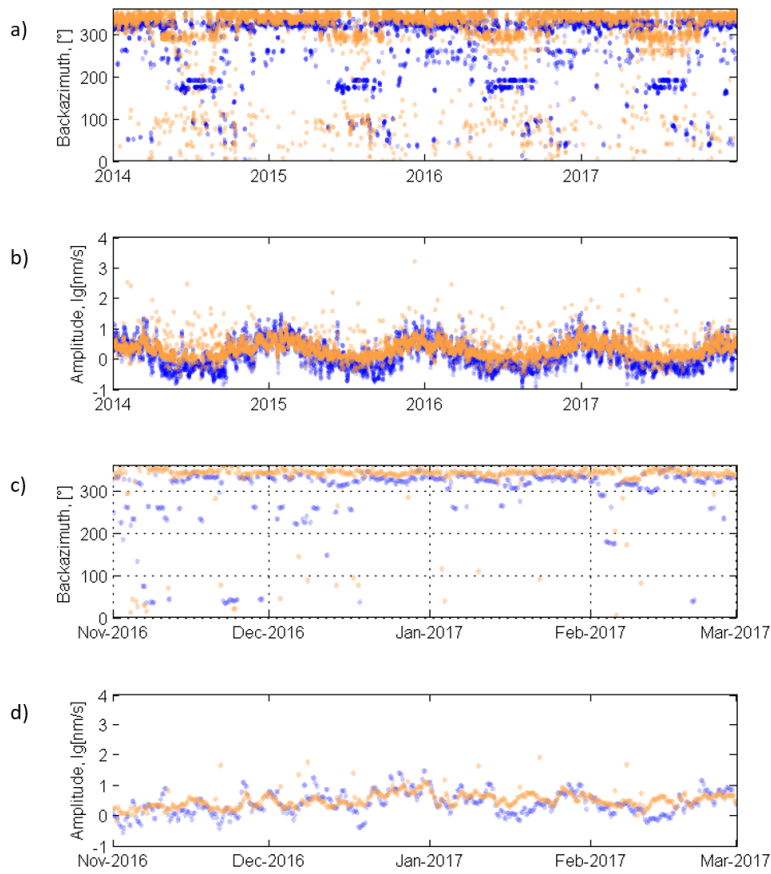 a)
Backazimuth, [°]
300
200
100
0
2014 2015 2016 2017
b)
Amplitude, lg[nm/s]
4
3
2
1
0
-1
2014 2015 2016 2017
c)
Backazimuth, [°]
300
200
100
0
Nov-2016 Dec-2016 Jan-2017 Feb-2017 Mar-2017
d)
Amplitude, lg[nm/s]
4
3
2
1
0
-1
Nov-2016 Dec-2016 Jan-2017 Feb-2017 Mar-2017